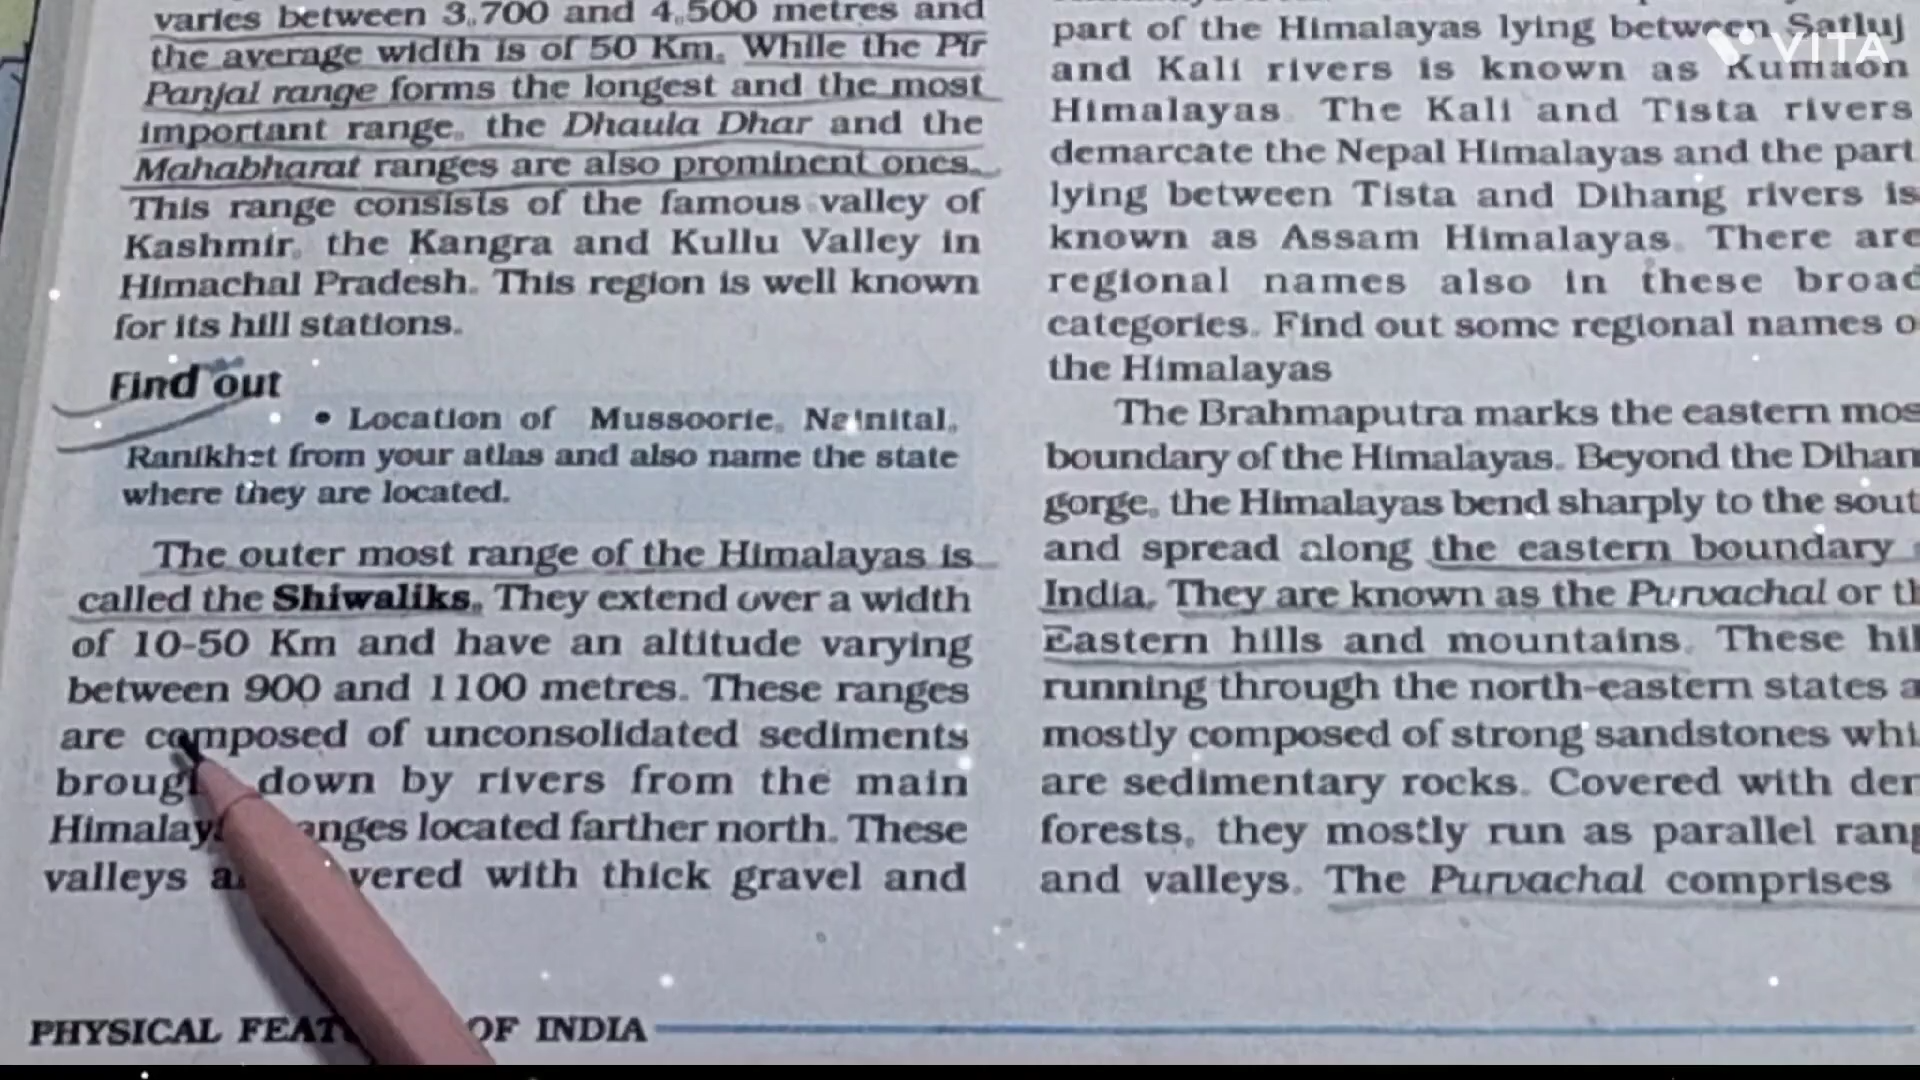 varies between 3,700 and 4,500 metres and
the average width is of 50 Km. While the Pir
Panjal range forms the longest and the most
important range, the Dhaula Dhar and the
Mahabharat ranges are also prominent ones.
This range consists of the famous valley of
Kashmir, the Kangra and Kullu Valley in
Himachal Pradesh. This region is well known
for its hill stations.
Find out
• Location of Mussoorie, Nainital,
Ranikhet from your atlas and also name the state
where they are located.
The outer most range of the Himalayas is
called the Shiwaliks. They extend over a width
of 10-50 Km and have an altitude varying
between 900 and 1100 metres. These ranges
are composed of unconsolidated sediments
down by rivers from the main
located farther north. These
valleys with thick gravel and
PHYSICAL OF INDIA
part of the Himalayas lying between Satluj
and Kali rivers is known as Kumaon
Himalayas. The Kali and Tista rivers
demarcate the Nepal Himalayas and the part
lying between Tista and Dihang rivers is
known as Assam Himalayas. There are
regional names also in these broad
categories. Find out some regional names o
the Himalayas
The Brahmaputra marks the eastern mos
boundary of the Himalayas. Beyond the Dihan
gorge, the Himalayas bend sharply to the sout
and spread along the eastern boundary
India. They are known as the Purvachal or th
Eastern hills and mountains. These hil
running through the north-eastern states a
mostly composed of strong sandstones whi
are sedimentary rocks. Covered with den
forests, they mostly run as parallel rang
and valleys. The Purvachal comprises
VITA